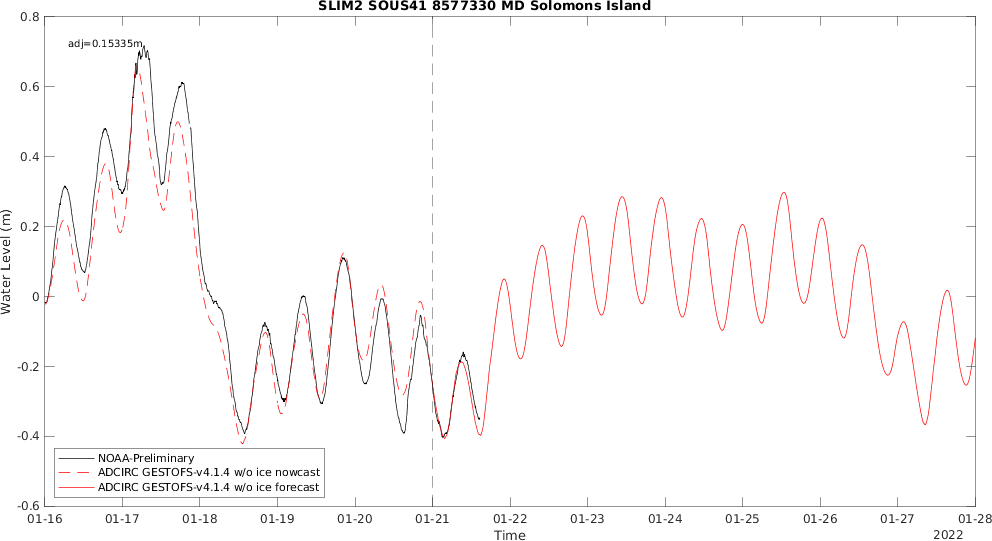 SLIM2 SOUS41 8577330 MD Solomons Island
adj=0.15335m
0.8
0.6
0.4
0.2
0
-0.2
-0.4
-0.6
Water Level (m)
NOAA-Preliminary
ADCIRC GESTOFS-v4.1.4 w/o ice nowcast
ADCIRC GESTOFS-v4.1.4 w/o ice forecast
01-16 01-17 01-18 01-19 01-20 01-21 01-22 01-23 01-24 01-25 01-26 01-27 01-28
Time
2022